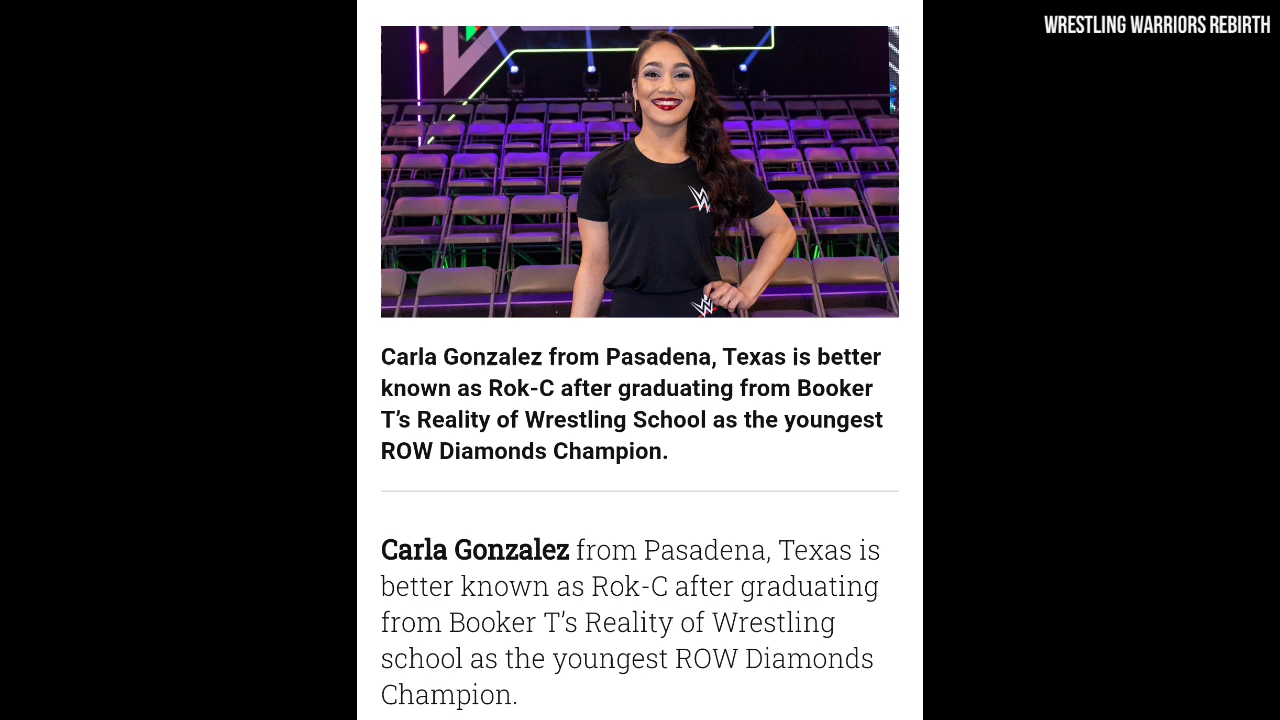 WRESTLING WARRIORS REBIRTH
Carla Gonzalez from Pasadena, Texas is better
known as Rok-C after graduating from Booker
T’s Reality of Wrestling School as the youngest
ROW Diamonds Champion.
Carla Gonzalez from Pasadena, Texas is
better known as Rok-C after graduating
from Booker T’s Reality of Wrestling
school as the youngest ROW Diamonds
Champion.